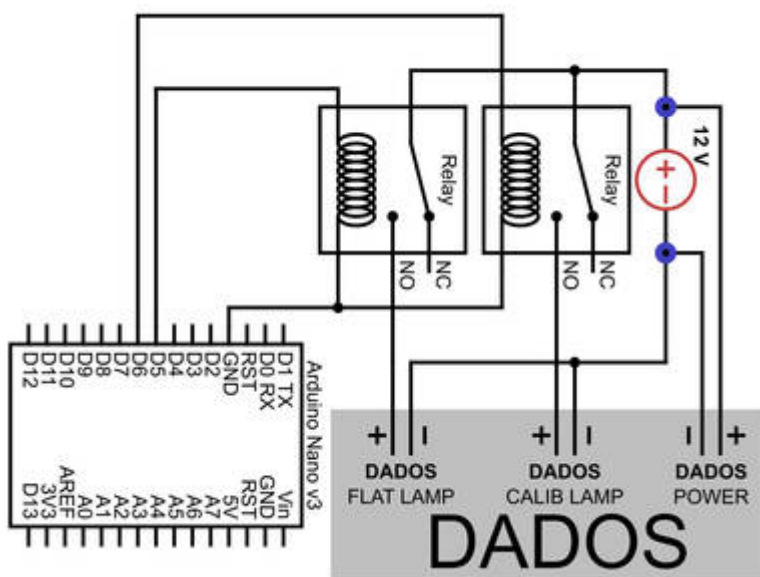 12 V
+
−
Relay
NO
NC
Relay
NO
NC
D12
D11
D10
D9
D8
D7
D6
D5
D4
D3
D2
GND
RST
D0 RX
D1 TX
Arduino Nano v3
D13
3V3
AREF
A0
A1
A2
A3
A4
A5
A6
A7
5V
RST
GND
Vin
+ −
DADOS
FLAT LAMP
+ −
DADOS
CALIB LAMP
− +
DADOS
POWER
DADOS